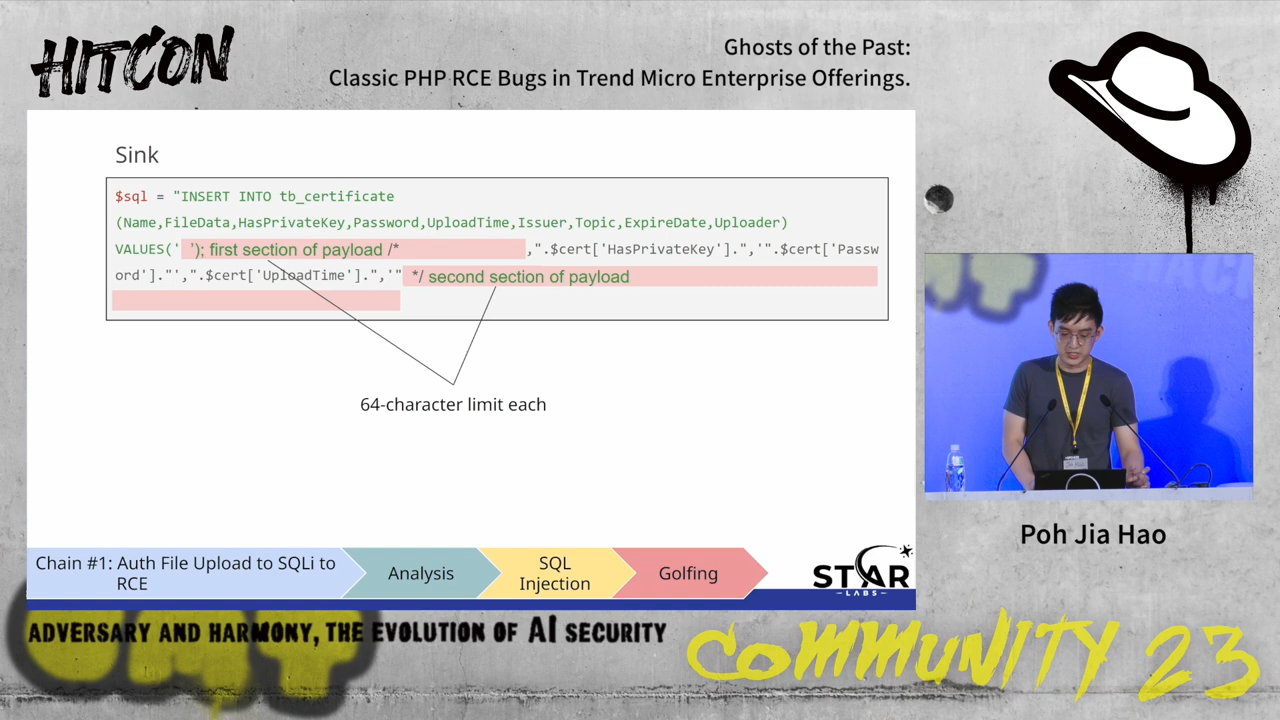 HITCON
Ghosts of the Past:
Classic PHP RCE Bugs in Trend Micro Enterprise Offerings.
Sink
$sql = "INSERT INTO tb_certificate
(Name,FileData,HasPrivateKey,Password,UploadTime,Issuer,Topic,ExpireDate,Uploader)
VALUES(' '); first section of payload /* ,".$cert['HasPrivateKey'].",'".$cert['Passw
ord']."',".$cert['UploadTime'].",'" */ second section of payload
64-character limit each
Chain #1: Auth File Upload to SQLi to
RCE
Analysis
SQL
Injection
Golfing
STAR
LABS
Poh Jia Hao
ADVERSARY AND HARMONY, THE EVOLUTION OF AI SECURITY
COMMUNITY 23